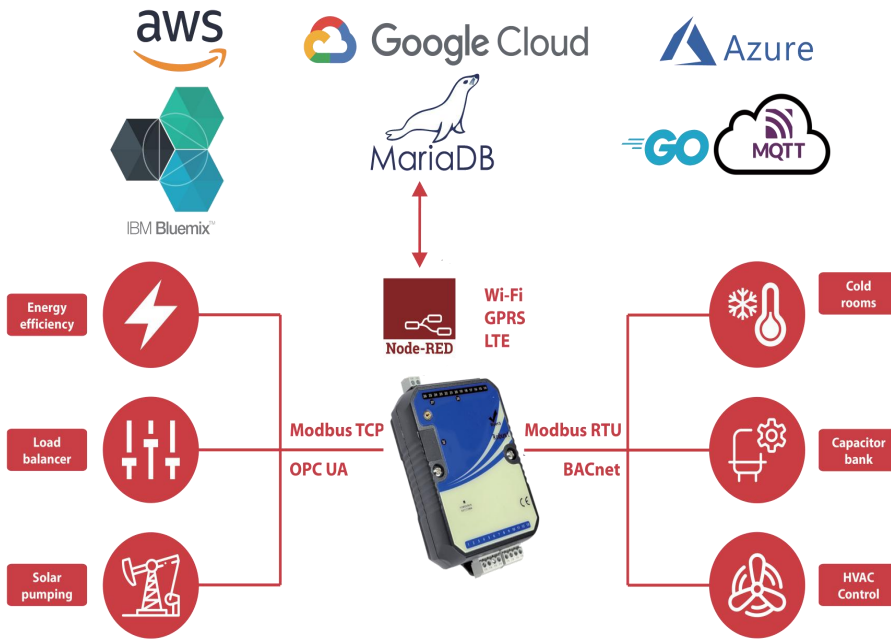 aws
Google Cloud
Azure
IBM Bluemix™
MariaDB
GO
MQTT
Node-RED
Wi-Fi
GPRS
LTE
Energy
efficiency
Load
balancer
Solar
pumping
Modbus TCP
OPC UA
Modbus RTU
BACnet
CE
Cold
rooms
Capacitor
bank
HVAC
Control